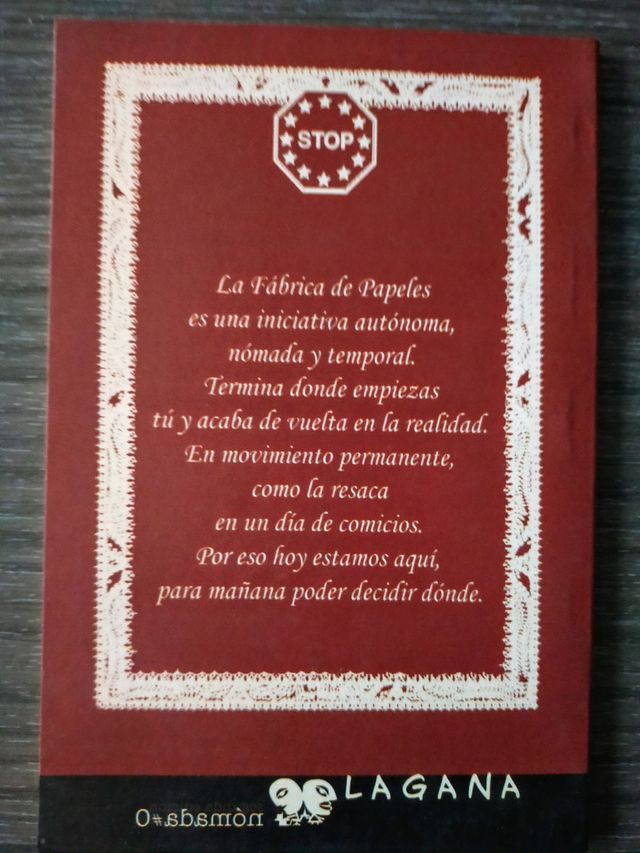 STOP
La Fábrica de Papeles
es una iniciativa autónoma,
nómada y temporal.
Termina donde empiezas
tú y acaba de vuelta en la realidad.
En movimiento permanente,
como la resaca
en un día de comicios.
Por eso hoy estamos aquí,
para mañana poder decidir dónde.
LAGANA
nómada#0